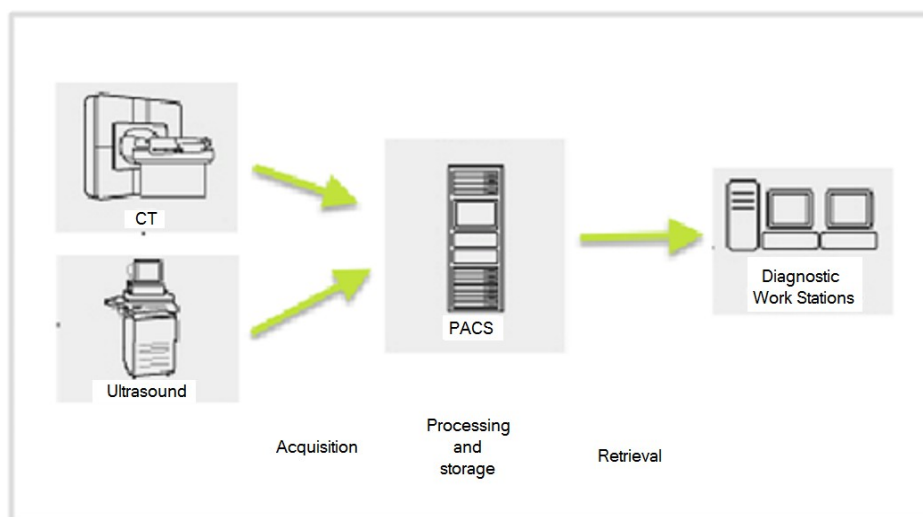 CT
Ultrasound
PACS
Diagnostic
Work Stations
Acquisition
Processing
and
storage
Retrieval